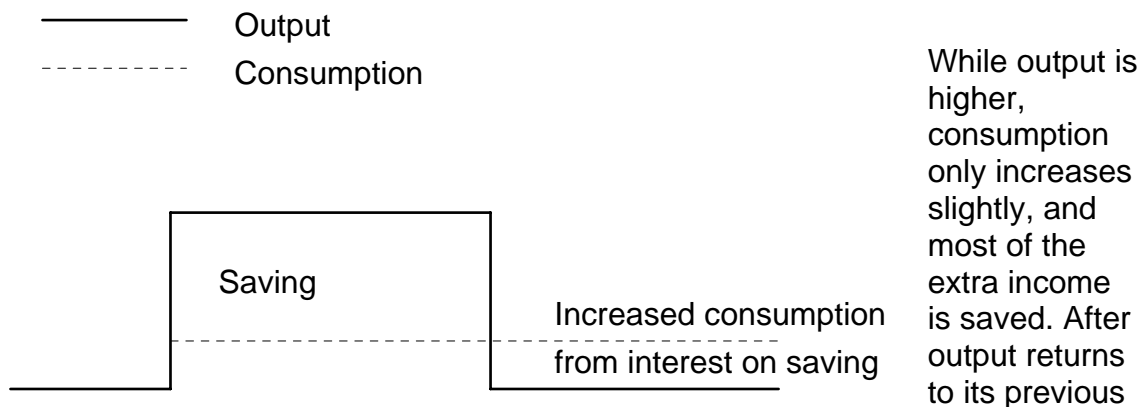 Output
Consumption
Saving
Increased consumption
from interest on saving
While output is
higher,
consumption
only increases
slightly, and
most of the
extra income
is saved. After
output returns
to its previous